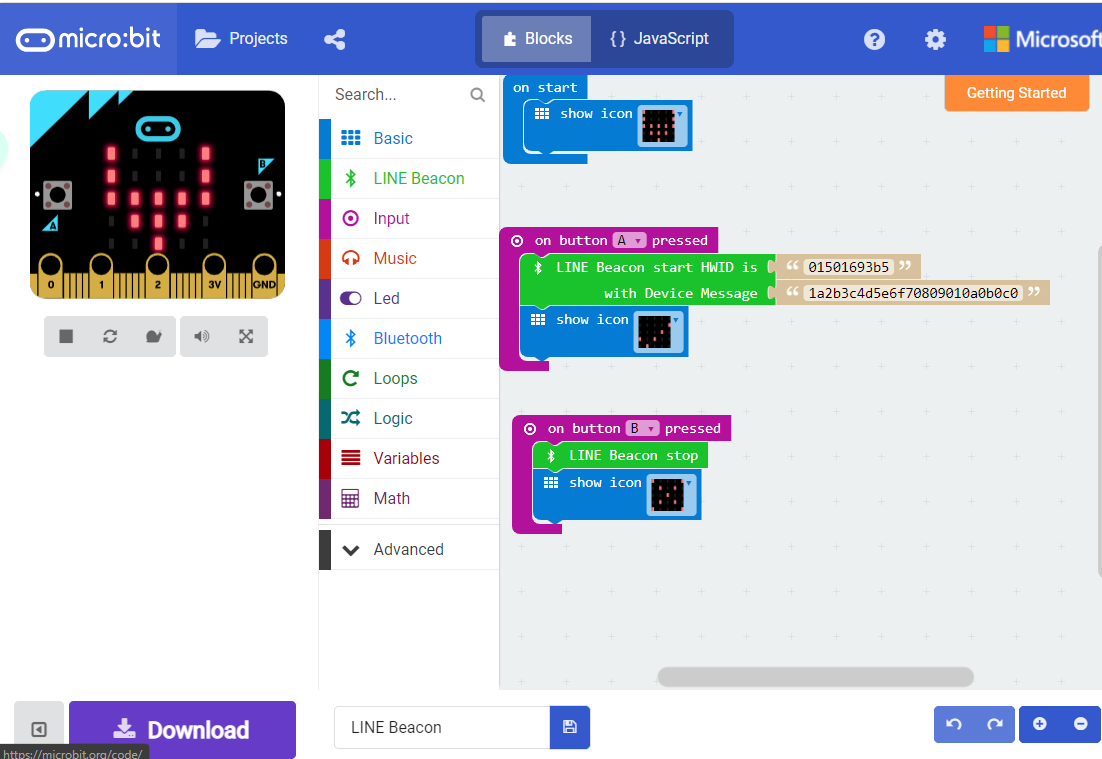 micro:bit Projects Blocks {} JavaScript ? Microsoft
Search...
Getting Started
Basic
LINE Beacon
Input
Music
Led
Bluetooth
Loops
Logic
Variables
Math
Advanced
on start
show icon
on button A pressed
LINE Beacon start HWID is “ 01501693b5 ”
with Device Message “ 1a2b3c4d5e6f70809010a0b0c0 ”
show icon
on button B pressed
LINE Beacon stop
show icon
B
A
0 1 2 3V GND
Download
LINE Beacon
https://microbit.org/code/